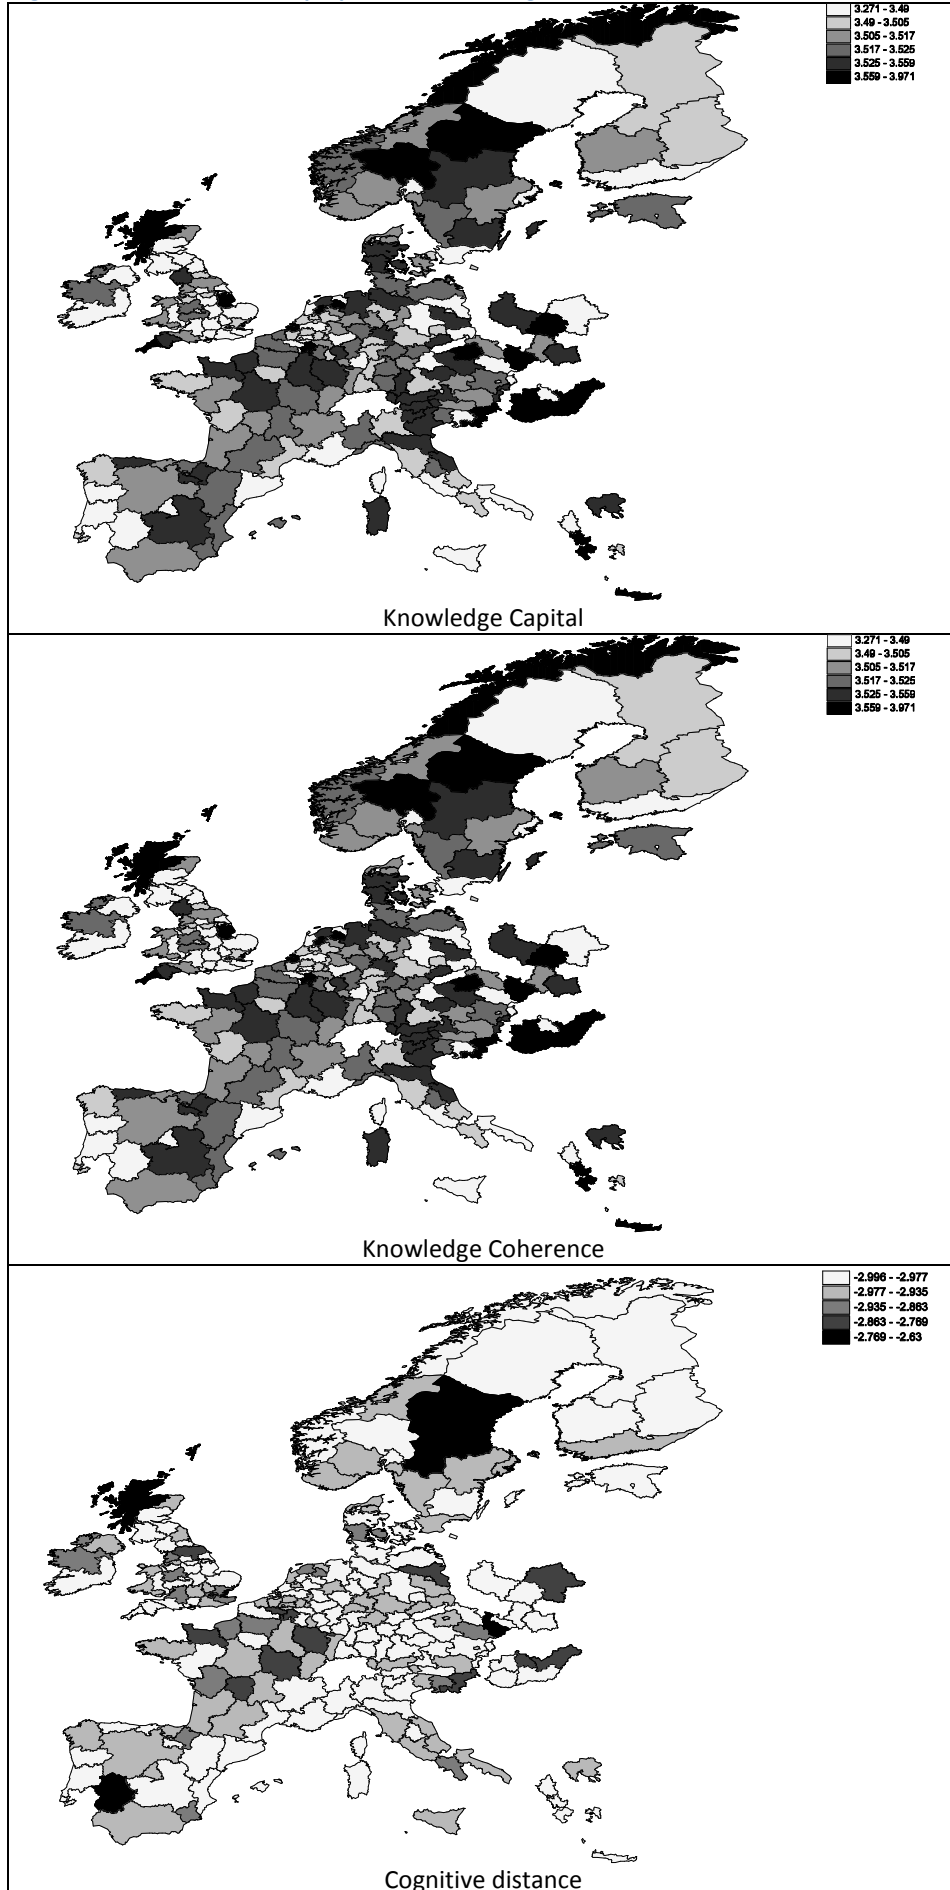 3.271 - 3.49
3.49 - 3.505
3.505 - 3.517
3.517 - 3.525
3.525 - 3.559
3.559 - 3.971
Knowledge Capital
3.271 - 3.49
3.49 - 3.505
3.505 - 3.517
3.517 - 3.525
3.525 - 3.559
3.559 - 3.971
Knowledge Coherence
-2.996 - -2.977
-2.977 - -2.935
-2.935 - -2.863
-2.863 - -2.769
-2.769 - -2.63
Cognitive distance